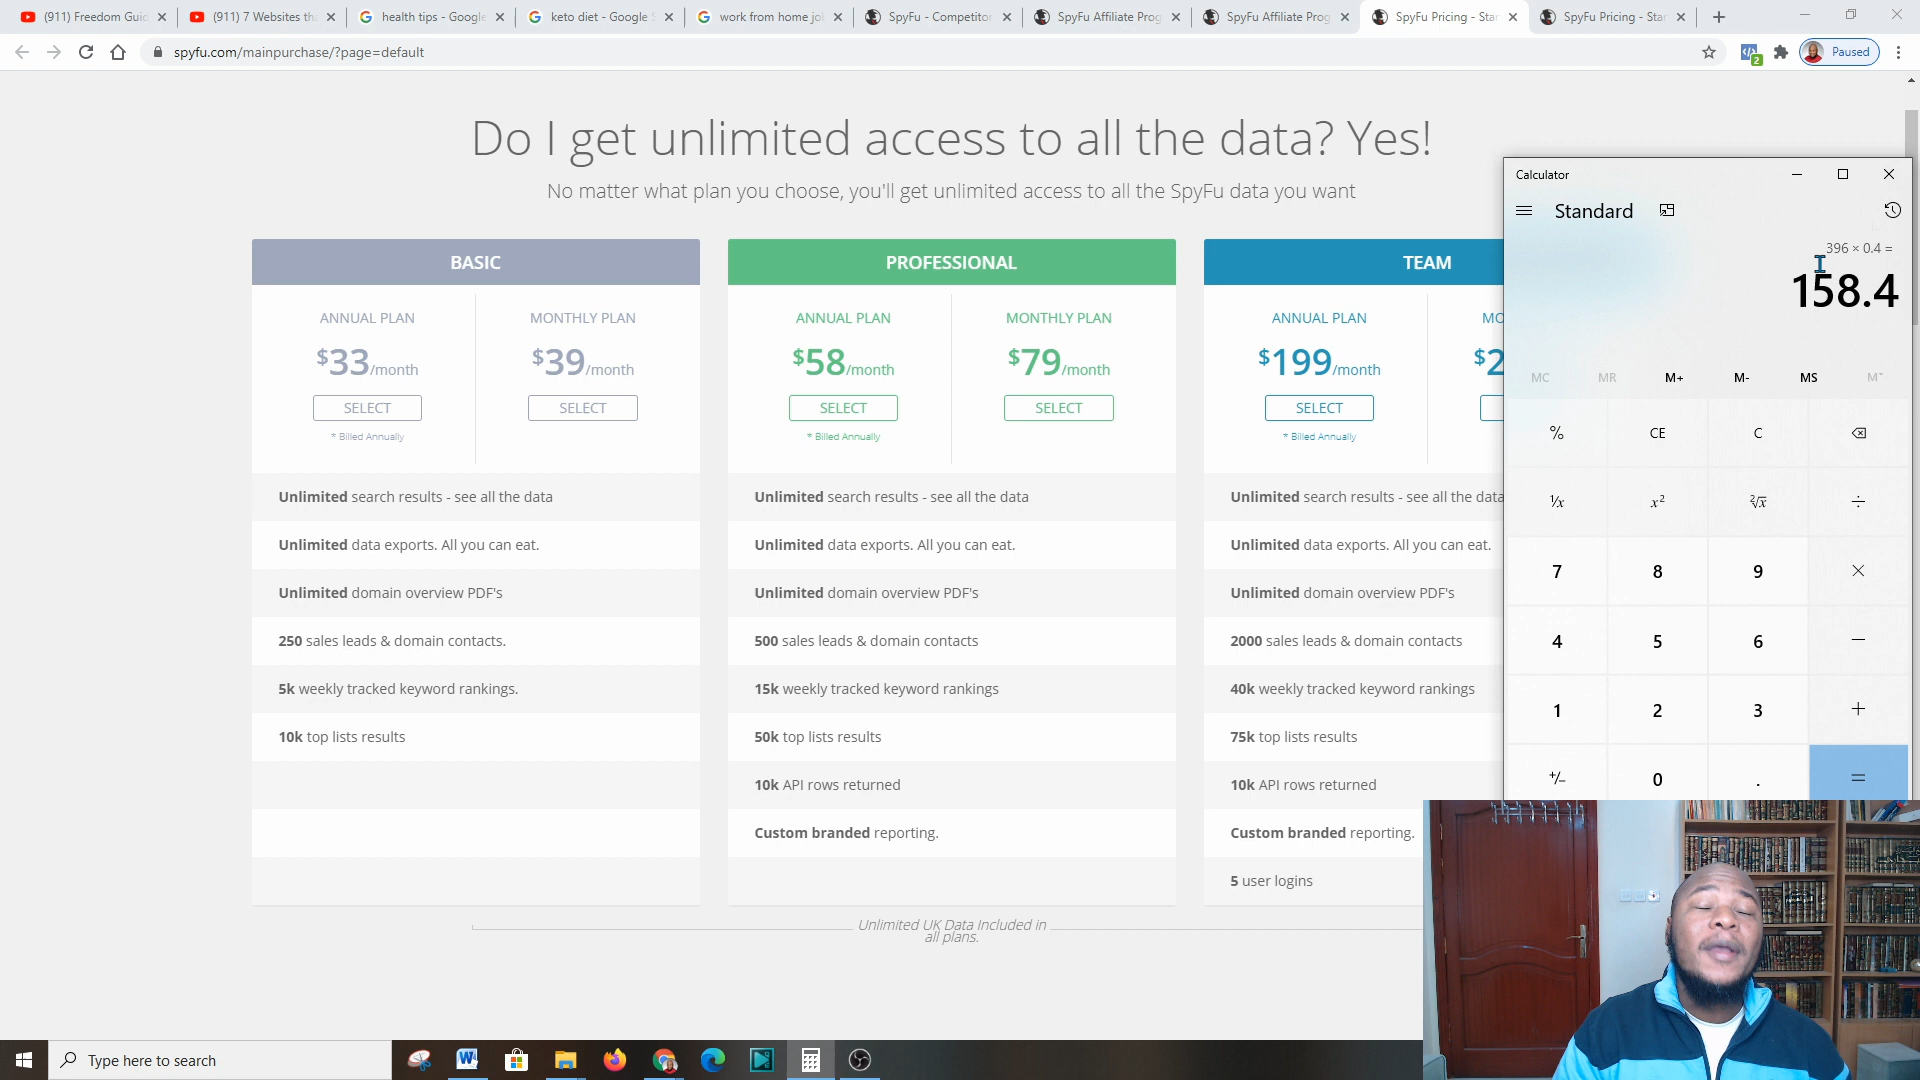 (911) Freedom Guid
(911) 7 Websites tha
health tips - Google
keto diet - Google S
work from home jo
SpyFu - Competitor
SpyFu Affiliate Prog
SpyFu Affiliate Prog
SpyFu Pricing - Star
SpyFu Pricing - Star
spyfu.com/mainpurchase/?page=default
2
Paused
Do I get unlimited access to all the data? Yes!
No matter what plan you choose, you'll get unlimited access to all the SpyFu data you want
BASIC
ANNUAL PLAN
$33/month
SELECT
* Billed Annually
MONTHLY PLAN
$39/month
SELECT
Unlimited search results - see all the data
Unlimited data exports. All you can eat.
Unlimited domain overview PDF's
250 sales leads & domain contacts.
5k weekly tracked keyword rankings.
10k top lists results
PROFESSIONAL
ANNUAL PLAN
$58/month
SELECT
* Billed Annually
MONTHLY PLAN
$79/month
SELECT
Unlimited search results - see all the data
Unlimited data exports. All you can eat.
Unlimited domain overview PDF's
500 sales leads & domain contacts
15k weekly tracked keyword rankings
50k top lists results
10k API rows returned
Custom branded reporting.
TEAM
ANNUAL PLAN
$199/month
SELECT
* Billed Annually
MO
$2
Unlimited search results - see all the data
Unlimited data exports. All you can eat.
Unlimited domain overview PDF's
2000 sales leads & domain contacts
40k weekly tracked keyword rankings
75k top lists results
10k API rows returned
Custom branded reporting.
5 user logins
Unlimited UK Data Included in
all plans.
Calculator
Standard
396 × 0.4 =
158.4
MC MR M+ M- MS M˅
% CE C
⅟x x² ²√x ÷
7 8 9 ×
4 5 6 −
1 2 3 +
+/− 0 . =
Type here to search